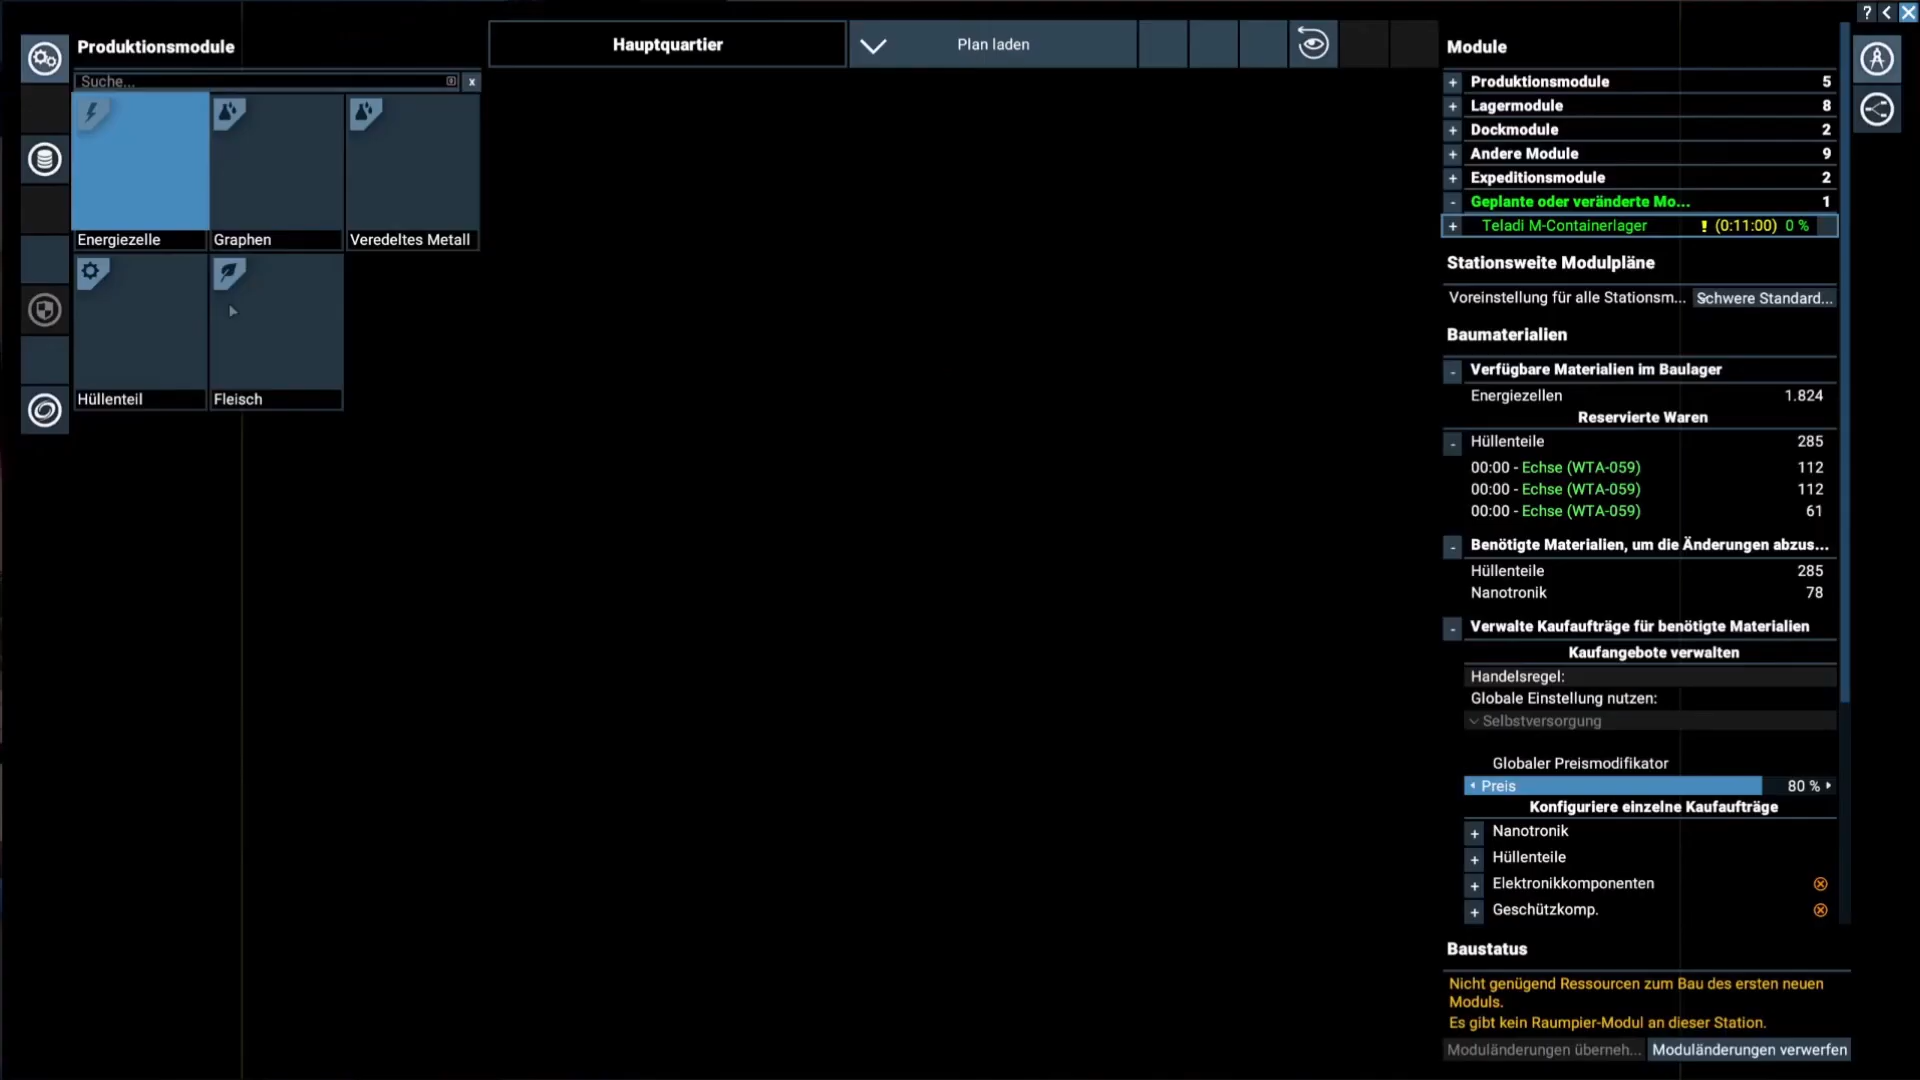 Produktionsmodule
Suche...
x
Energiezelle
Graphen
Veredeltes Metall
Hüllenteil
Fleisch
Hauptquartier
Plan laden
?
Module
+ Produktionsmodule 5
+ Lagermodule 8
+ Dockmodule 2
+ Andere Module 9
+ Expeditionsmodule 2
- Geplante oder veränderte Mo... 1
+ Teladi M-Containerlager ! (0:11:00) 0 %
Stationsweite Modulpläne
Voreinstellung für alle Stationsm... Schwere Standard...
Baumaterialien
- Verfügbare Materialien im Baulager
Energiezellen 1.824
Reservierte Waren
- Hüllenteile 285
00:00 - Echse (WTA-059) 112
00:00 - Echse (WTA-059) 112
00:00 - Echse (WTA-059) 61
- Benötigte Materialien, um die Änderungen abzus...
Hüllenteile 285
Nanotronik 78
- Verwalte Kaufaufträge für benötigte Materialien
Kaufangebote verwalten
Handelsregel:
Globale Einstellung nutzen:
Selbstversorgung
Globaler Preismodifikator
Preis 80 %
Konfiguriere einzelne Kaufaufträge
+ Nanotronik
+ Hüllenteile
+ Elektronikkomponenten
+ Geschützkomp.
Baustatus
Nicht genügend Ressourcen zum Bau des ersten neuen
Moduls.
Es gibt kein Raumpier-Modul an dieser Station.
Moduländerungen überneh... Moduländerungen verwerfen